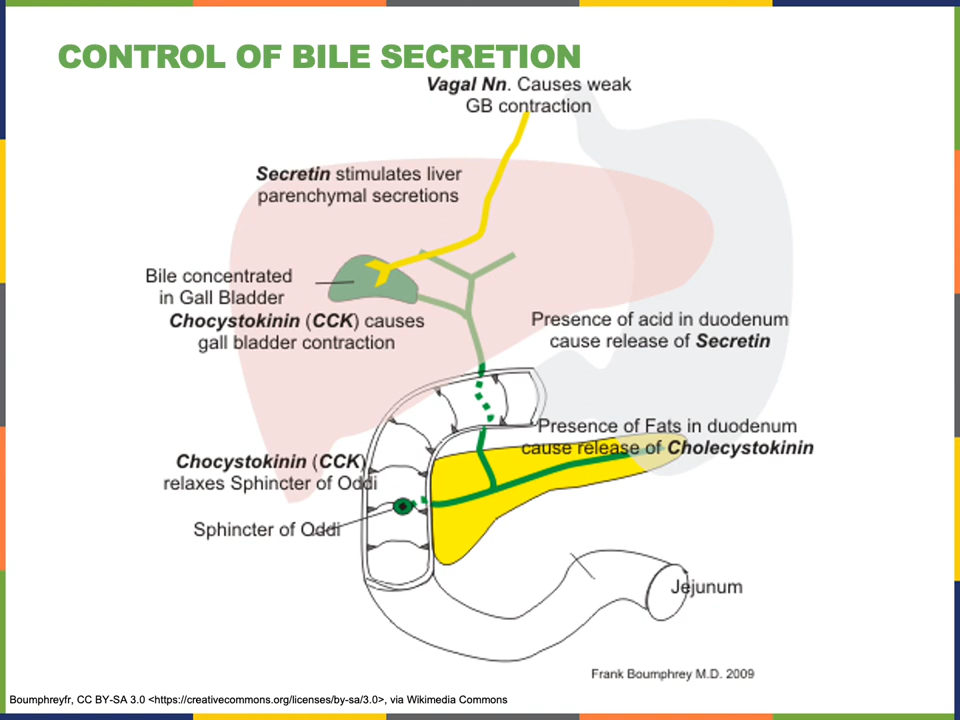 CONTROL OF BILE SECRETION
Vagal Nn. Causes weak
GB contraction
Secretin stimulates liver
parenchymal secretions
Bile concentrated
in Gall Bladder
Chocystokinin (CCK) causes
gall bladder contraction
Presence of acid in duodenum
cause release of Secretin
Presence of Fats in duodenum
cause release of Cholecystokinin
Chocystokinin (CCK)
relaxes Sphincter of Oddi
Sphincter of Oddi
Jejunum
Frank Boumphrey M.D. 2009
Boumphreyfr, CC BY-SA 3.0 <https://creativecommons.org/licenses/by-sa/3.0>, via Wikimedia Commons